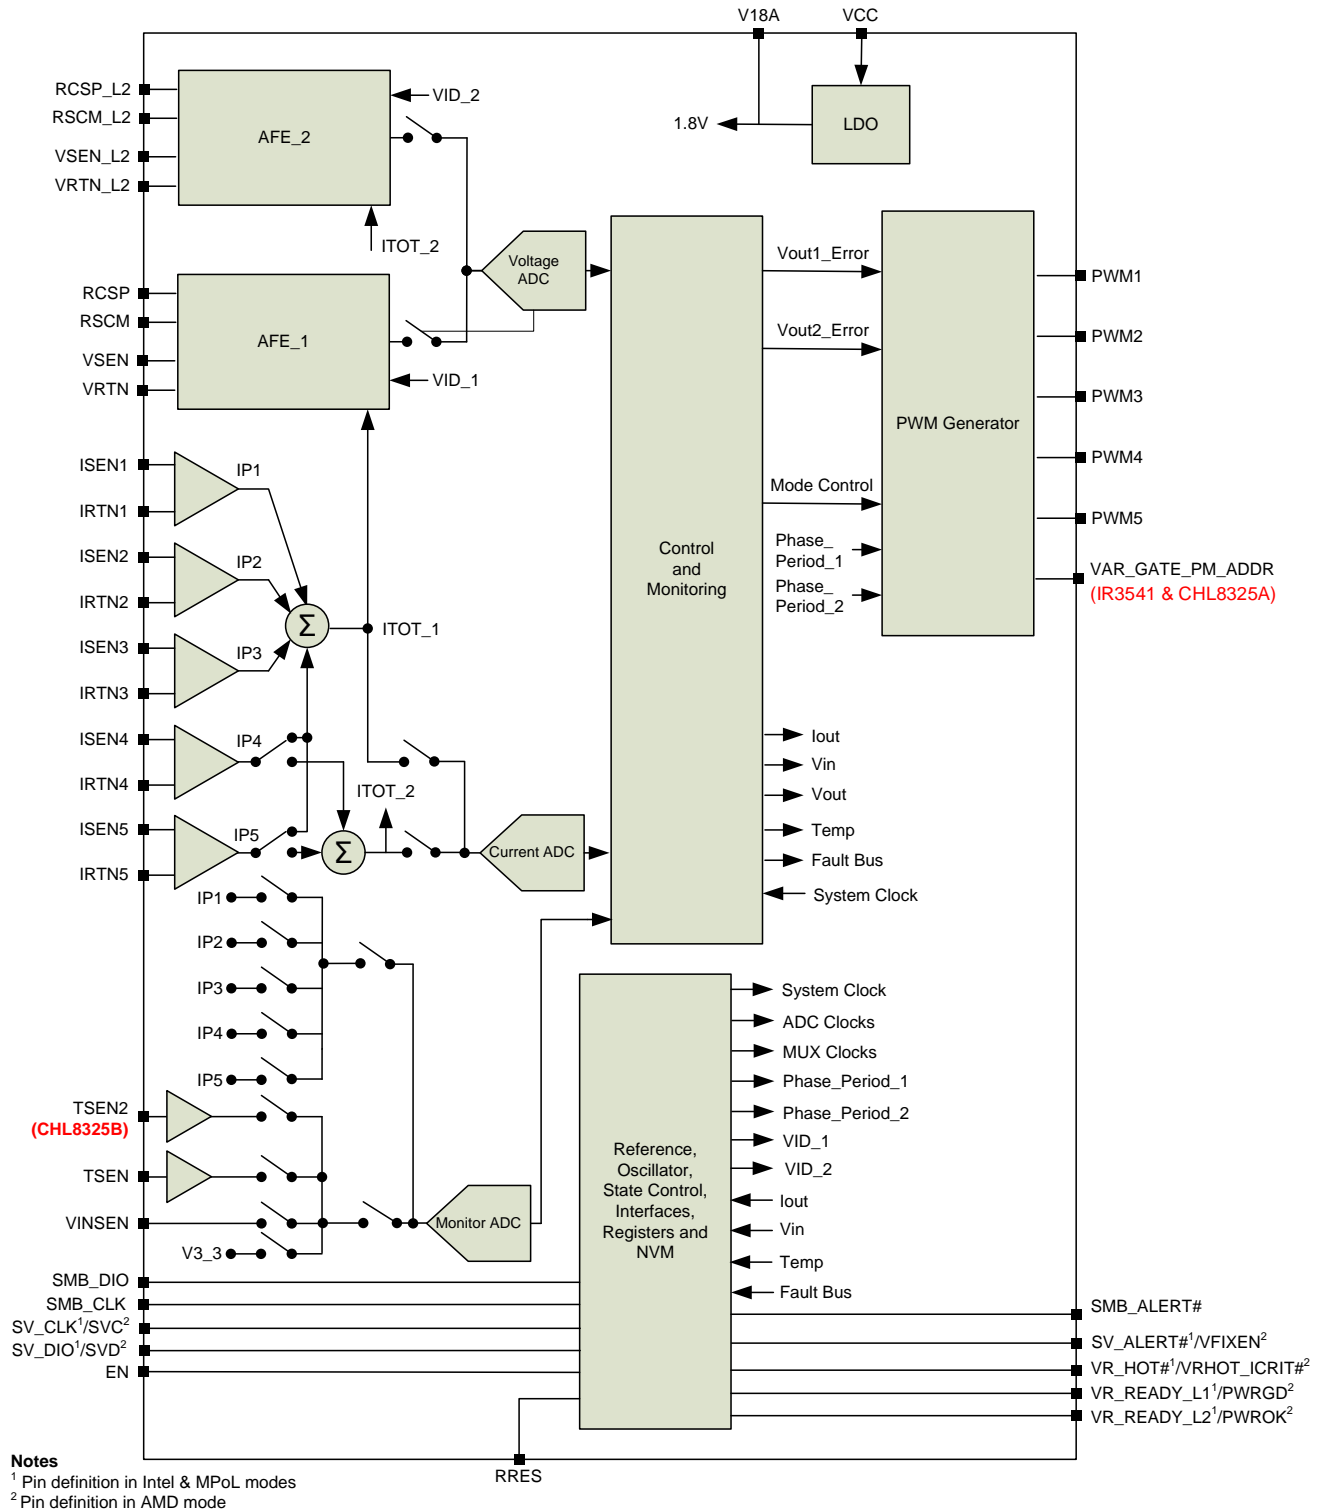 V18A
VCC
RCSP_L2
RSCM_L2
VSEN_L2
VRTN_L2
AFE_2
VID_2
ITOT_2
1.8V
LDO
RCSP
RSCM
VSEN
VRTN
AFE_1
VID_1
Voltage
ADC
Control
and
Monitoring
Vout1_Error
Vout2_Error
Mode Control
Phase_
Period_1
Phase_
Period_2
PWM Generator
PWM1
PWM2
PWM3
PWM4
PWM5
VAR_GATE_PM_ADDR
(IR3541 & CHL8325A)
ISEN1
IP1
IRTN1
ISEN2
IP2
IRTN2
ISEN3
IP3
IRTN3
Σ
ITOT_1
ISEN4
IP4
IRTN4
ISEN5
IP5
IRTN5
ITOT_2
Σ
Current ADC
Iout
Vin
Vout
Temp
Fault Bus
System Clock
IP1
IP2
IP3
IP4
IP5
TSEN2
(CHL8325B)
TSEN
VINSEN
V3_3
Monitor ADC
Reference,
Oscillator,
State Control,
Interfaces,
Registers and
NVM
System Clock
ADC Clocks
MUX Clocks
Phase_Period_1
Phase_Period_2
VID_1
VID_2
Iout
Vin
Temp
Fault Bus
SMB_DIO
SMB_CLK
SV_CLK¹/SVC²
SV_DIO¹/SVD²
EN
SMB_ALERT#
SV_ALERT#¹/VFIXEN²
VR_HOT#¹/VRHOT_ICRIT#²
VR_READY_L1¹/PWRGD²
VR_READY_L2¹/PWROK²
RRES
Notes
¹ Pin definition in Intel & MPoL modes
² Pin definition in AMD mode